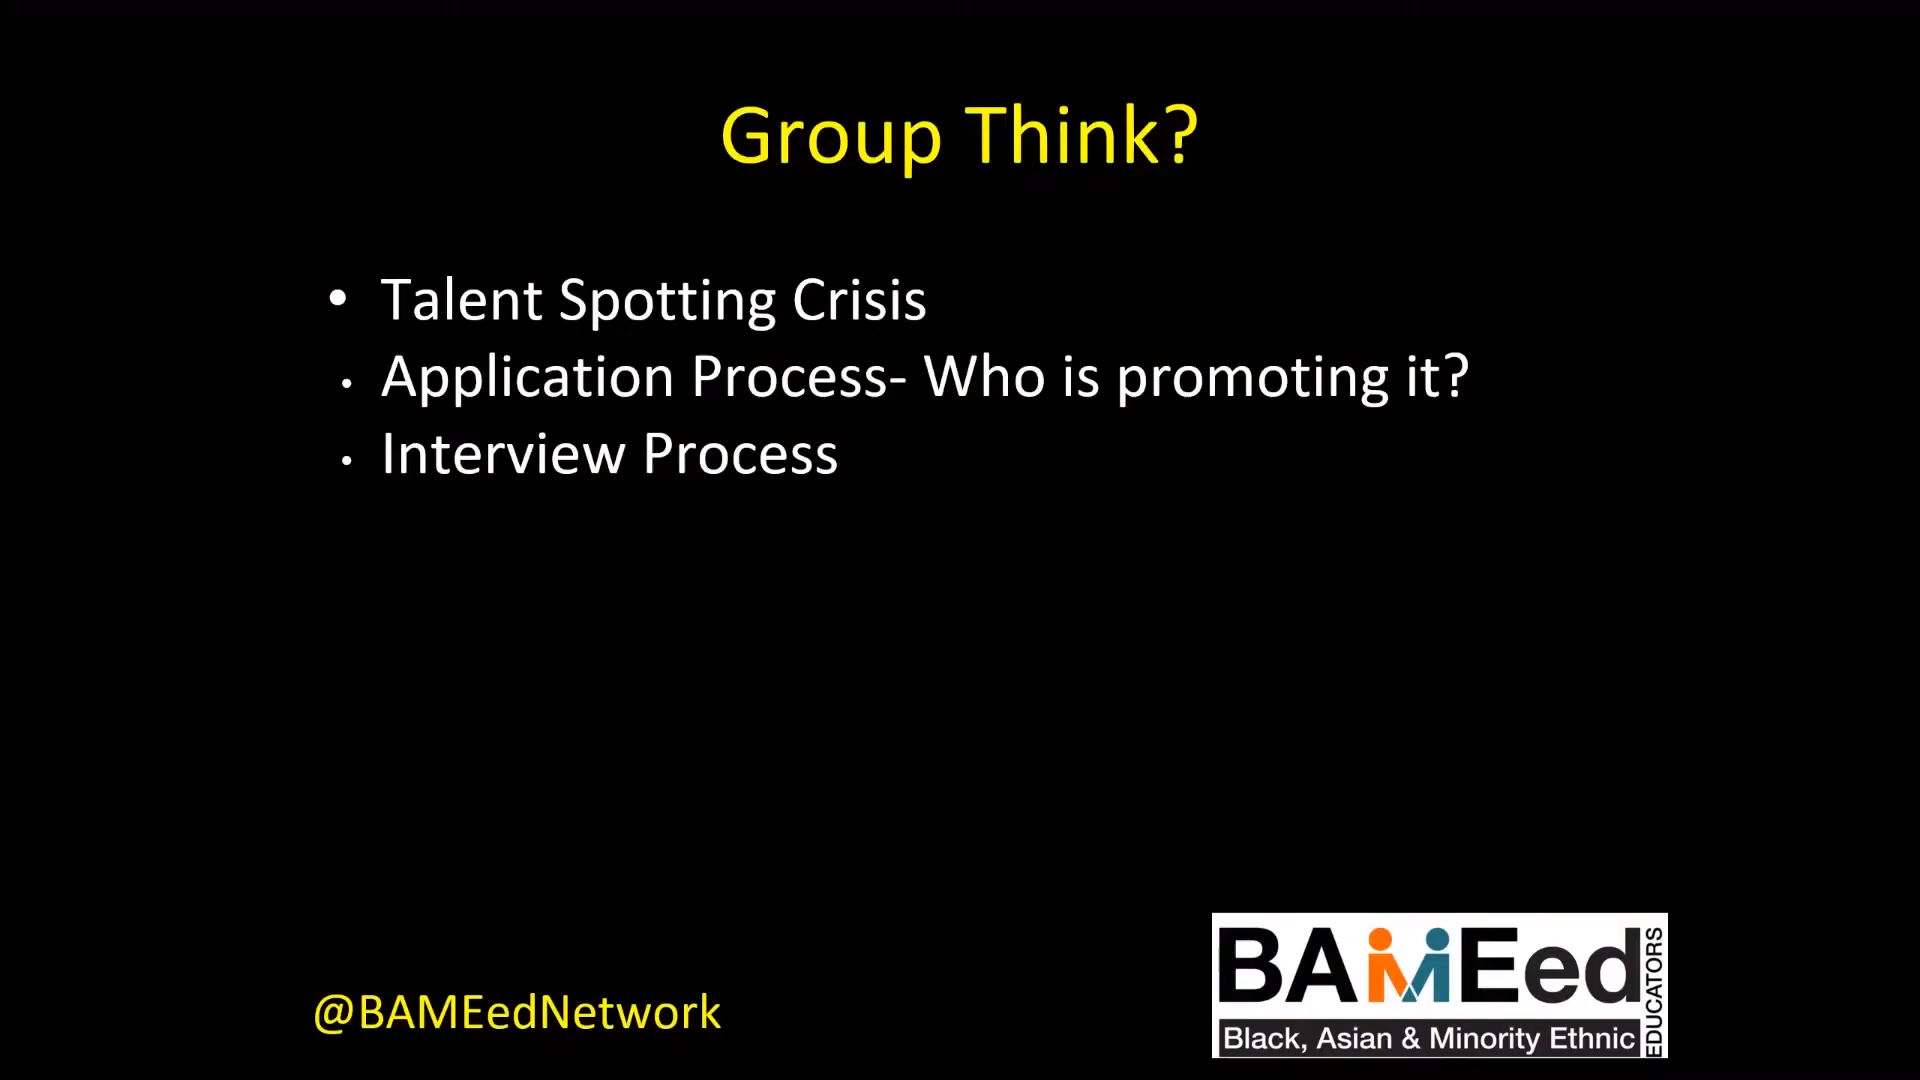 Group Think?
• Talent Spotting Crisis
• Application Process- Who is promoting it?
• Interview Process
@BAMEedNetwork
BAMEed
EDUCATORS
Black, Asian & Minority Ethnic